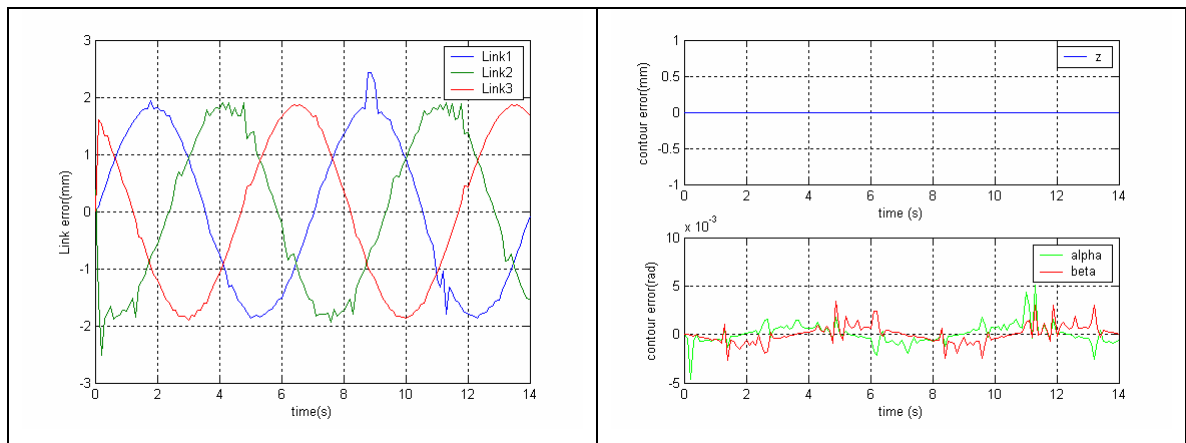 3
2
1
0
-1
-2
-3
Link error(mm)
Link1
Link2
Link3
0 2 4 6 8 10 12 14
time(s)
1
0.5
0
-0.5
-1
contour error(mm)
z
0 2 4 6 8 10 12 14
time (s)
x 10^-3
10
5
0
-5
contour error(rad)
alpha
beta
0 2 4 6 8 10 12 14
time (s)